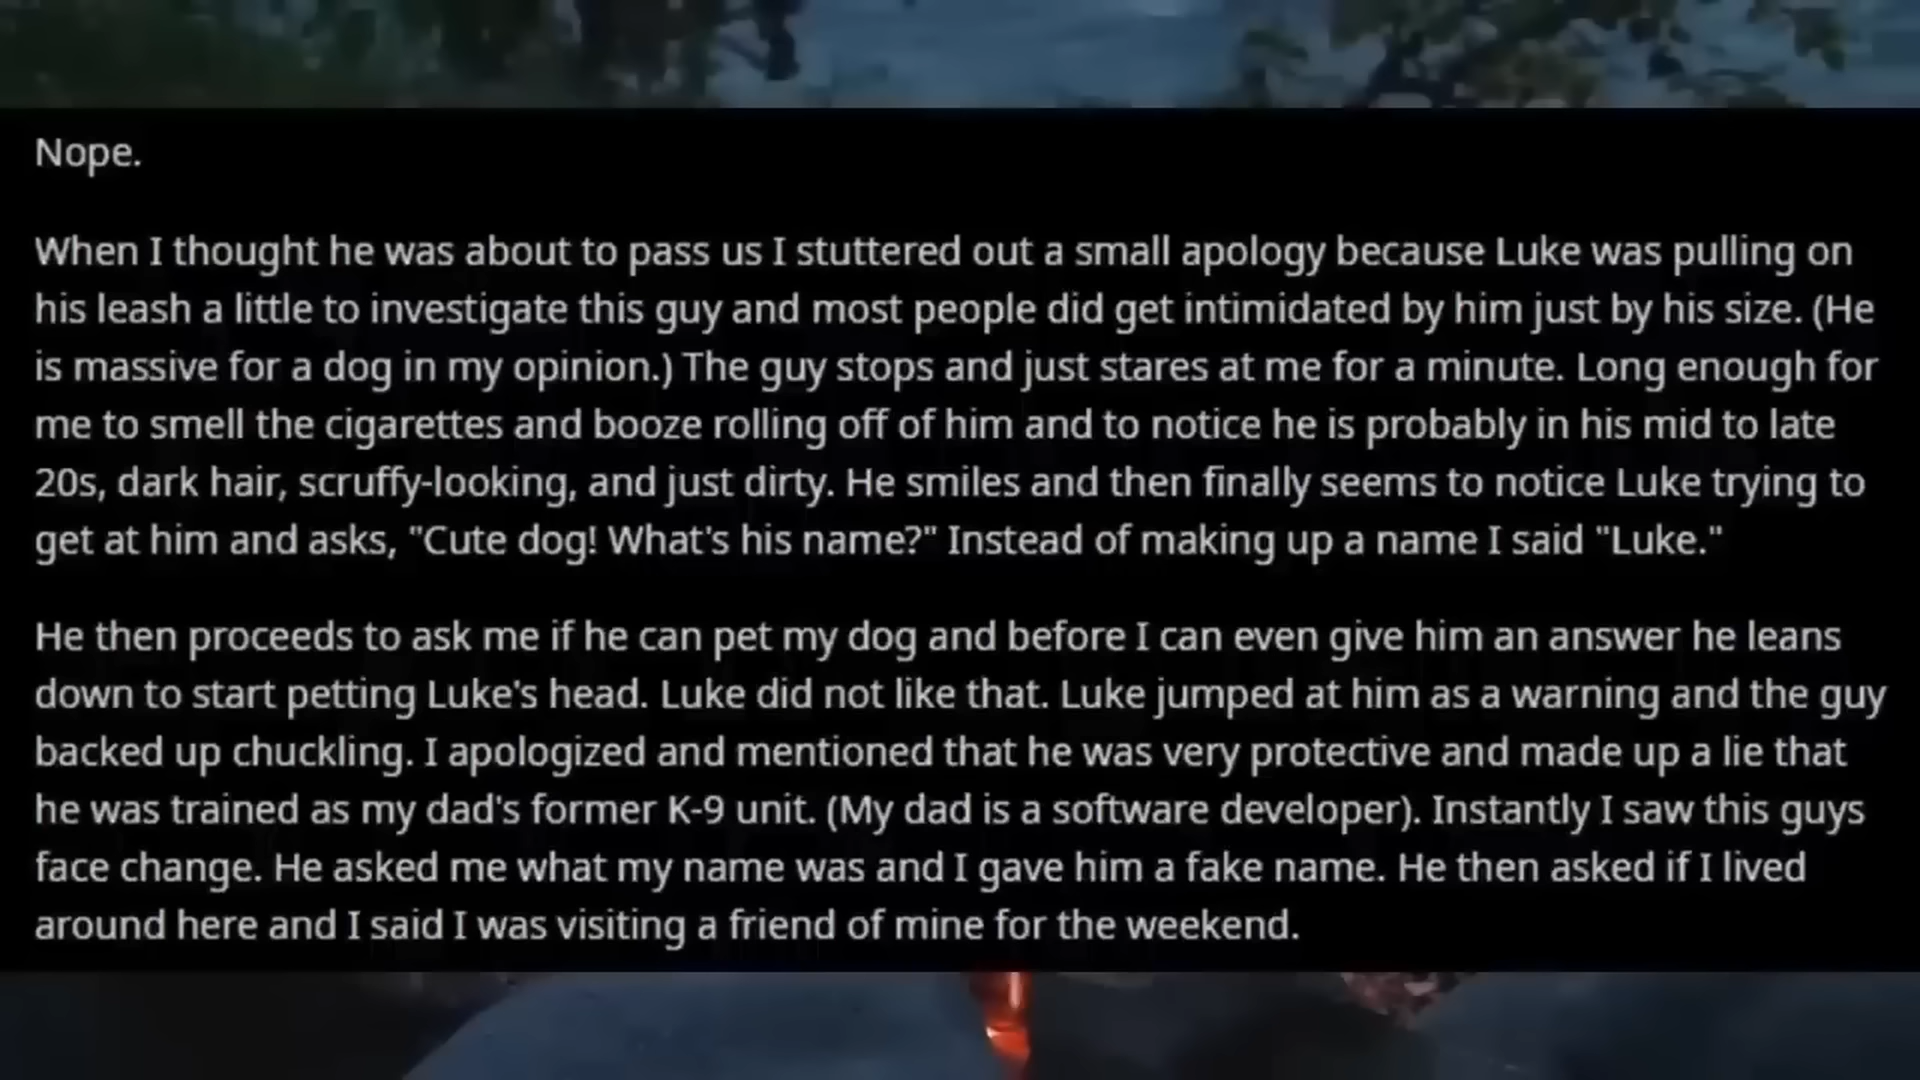 Nope.
When I thought he was about to pass us I stuttered out a small apology because Luke was pulling on
his leash a little to investigate this guy and most people did get intimidated by him just by his size. (He
is massive for a dog in my opinion.) The guy stops and just stares at me for a minute. Long enough for
me to smell the cigarettes and booze rolling off of him and to notice he is probably in his mid to late
20s, dark hair, scruffy-looking, and just dirty. He smiles and then finally seems to notice Luke trying to
get at him and asks, "Cute dog! What's his name?" Instead of making up a name I said "Luke."
He then proceeds to ask me if he can pet my dog and before I can even give him an answer he leans
down to start petting Luke's head. Luke did not like that. Luke jumped at him as a warning and the guy
backed up chuckling. I apologized and mentioned that he was very protective and made up a lie that
he was trained as my dad's former K-9 unit. (My dad is a software developer). Instantly I saw this guys
face change. He asked me what my name was and I gave him a fake name. He then asked if I lived
around here and I said I was visiting a friend of mine for the weekend.